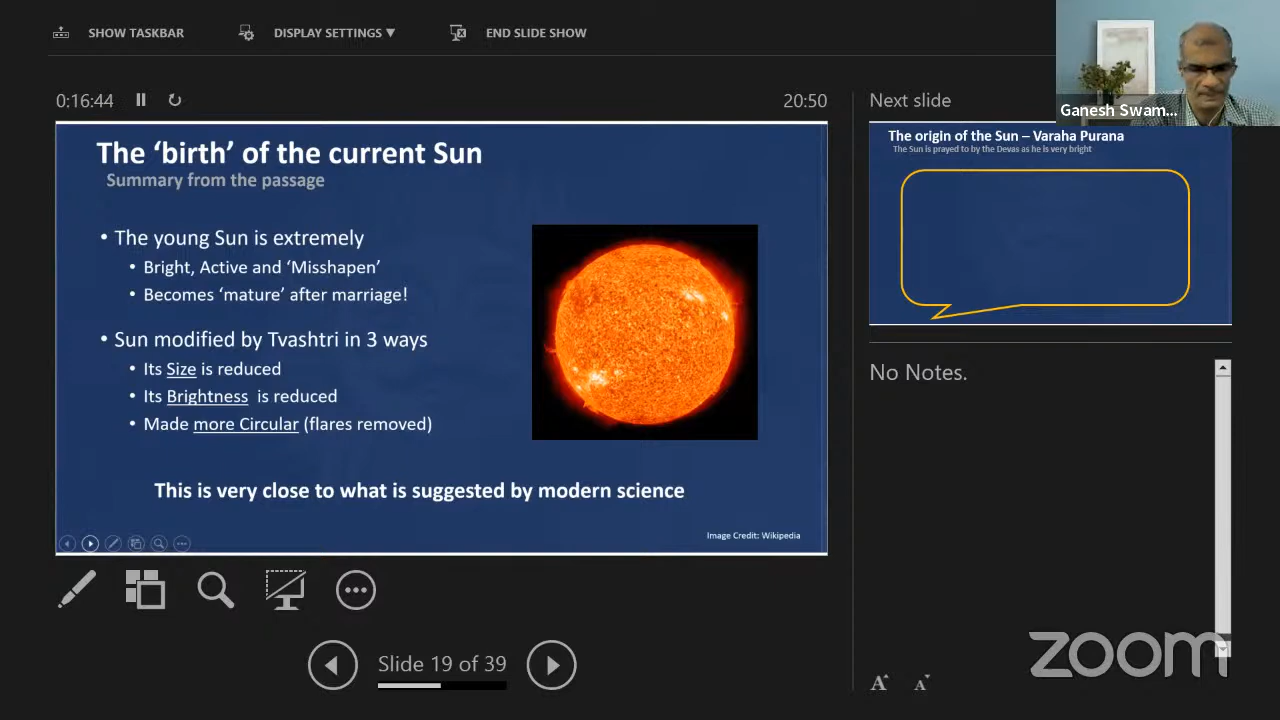 SHOW TASKBAR
DISPLAY SETTINGS ▼
END SLIDE SHOW
Ganesh Swam...
0:16:44
20:50
Next slide
The 'birth' of the current Sun
Summary from the passage
• The young Sun is extremely
• Bright, Active and 'Misshapen'
• Becomes 'mature' after marriage!
• Sun modified by Tvashtri in 3 ways
• Its Size is reduced
• Its Brightness is reduced
• Made more Circular (flares removed)
This is very close to what is suggested by modern science
Image Credit: Wikipedia
The origin of the Sun – Varaha Purana
The Sun is prayed to by the Devas as he is very bright
No Notes.
Slide 19 of 39
A A
zoom